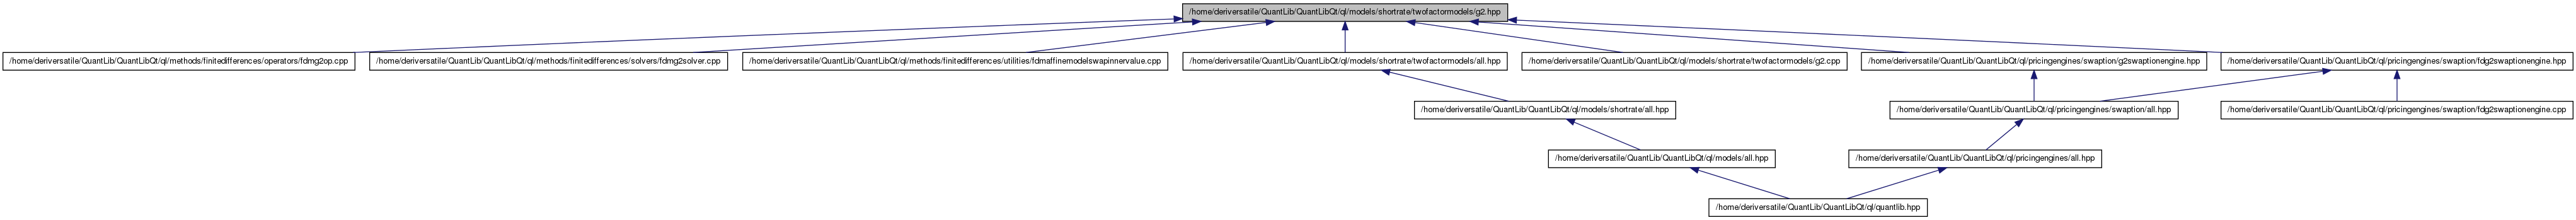 /home/deriversatile/QuantLib/QuantLibQt/ql/models/shortrate/twofactormodels/g2.hpp
/home/deriversatile/QuantLib/QuantLibQt/ql/methods/finitedifferences/operators/fdmg2op.cpp
/home/deriversatile/QuantLib/QuantLibQt/ql/methods/finitedifferences/solvers/fdmg2solver.cpp
/home/deriversatile/QuantLib/QuantLibQt/ql/methods/finitedifferences/utilities/fdmaffinemodelswapinnervalue.cpp
/home/deriversatile/QuantLib/QuantLibQt/ql/models/shortrate/twofactormodels/all.hpp
/home/deriversatile/QuantLib/QuantLibQt/ql/models/shortrate/twofactormodels/g2.cpp
/home/deriversatile/QuantLib/QuantLibQt/ql/pricingengines/swaption/g2swaptionengine.hpp
/home/deriversatile/QuantLib/QuantLibQt/ql/pricingengines/swaption/fdg2swaptionengine.hpp
/home/deriversatile/QuantLib/QuantLibQt/ql/models/shortrate/all.hpp
/home/deriversatile/QuantLib/QuantLibQt/ql/pricingengines/swaption/all.hpp
/home/deriversatile/QuantLib/QuantLibQt/ql/pricingengines/swaption/fdg2swaptionengine.cpp
/home/deriversatile/QuantLib/QuantLibQt/ql/models/all.hpp
/home/deriversatile/QuantLib/QuantLibQt/ql/pricingengines/all.hpp
/home/deriversatile/QuantLib/QuantLibQt/ql/quantlib.hpp